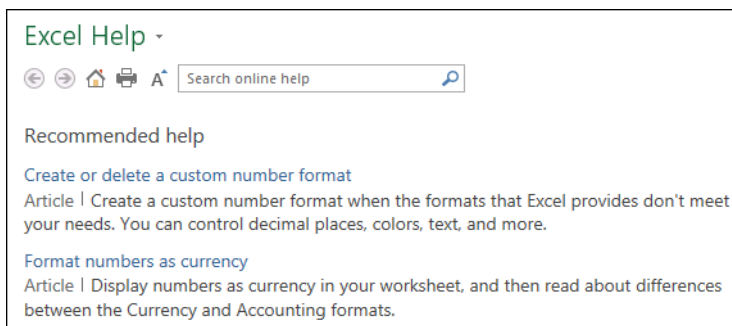 Excel Help
A
Search online help
Recommended help
Create or delete a custom number format
Article | Create a custom number format when the formats that Excel provides don't meet
your needs. You can control decimal places, colors, text, and more.
Format numbers as currency
Article | Display numbers as currency in your worksheet, and then read about differences
between the Currency and Accounting formats.